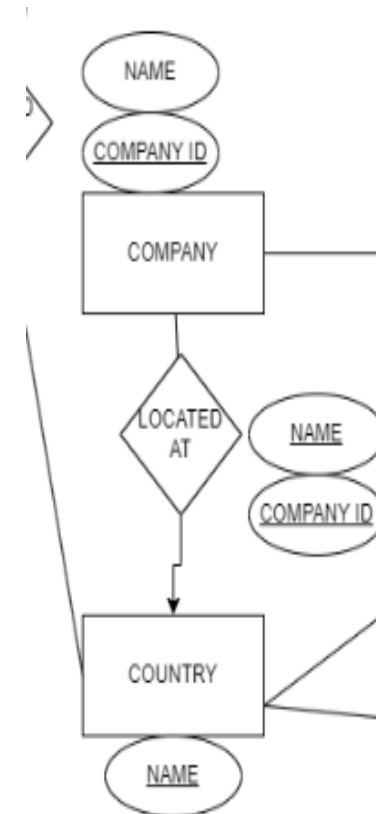 NAME
COMPANY ID
COMPANY
LOCATED
AT
NAME
COMPANY ID
COUNTRY
NAME